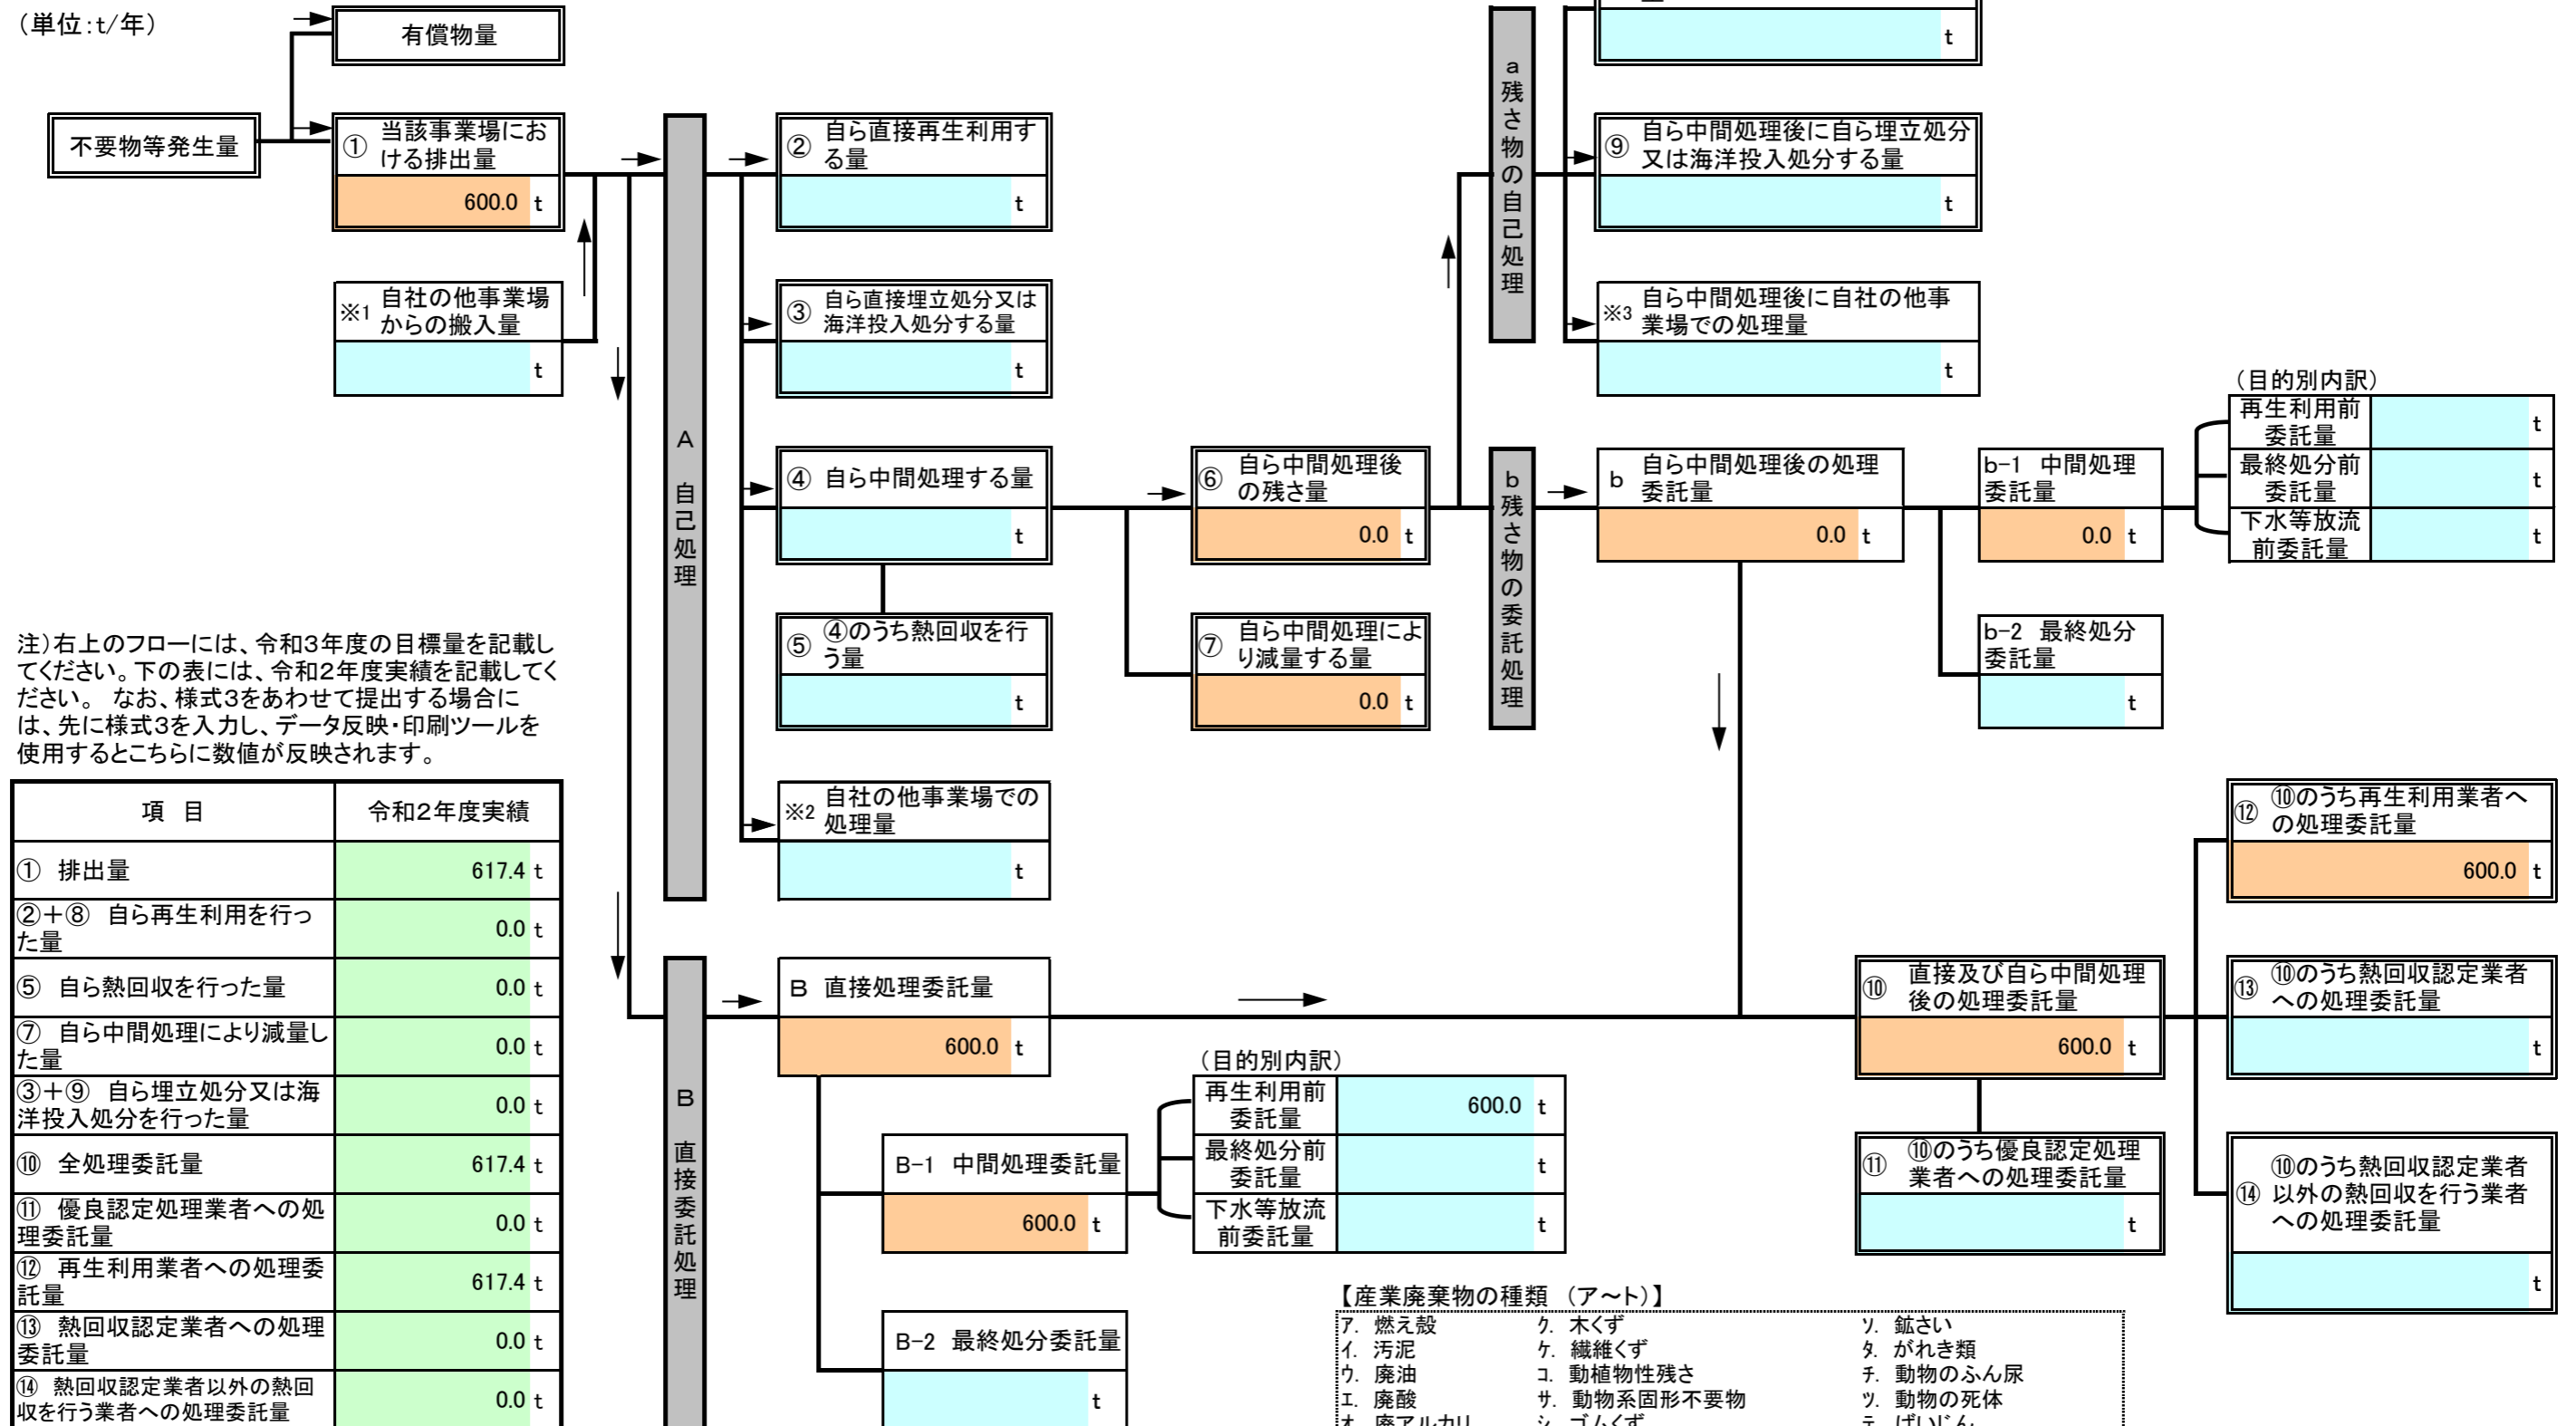 （単位：t/年）
有償物量
不要物等発生量
① 当該事業場にお
ける排出量
600.0 t
※1 自社の他事業場
からの搬入量
t
A 自己処理
② 自ら直接再生利用す
る量
t
③ 自ら直接埋立処分又は
海洋投入処分する量
t
④ 自ら中間処理する量
t
⑤ ④のうち熱回収を行
う量
t
※2 自社の他事業場での
処理量
t
⑥ 自ら中間処理後
の残さ量
0.0 t
⑦ 自ら中間処理によ
り減量する量
0.0 t
a 残さ物の自己処理
t
⑨ 自ら中間処理後に自ら埋立処分
又は海洋投入処分する量
t
※3 自ら中間処理後に自社の他事
業場での処理量
t
b 残さ物の委託処理
b 自ら中間処理後の処理
委託量
0.0 t
b-1 中間処理
委託量
0.0 t
（目的別内訳）
再生利用前
委託量
t
最終処分前
委託量
t
下水等放流
前委託量
t
b-2 最終処分
委託量
t
注）右上のフローには、令和3年度の目標量を記載し
てください。下の表には、令和2年度実績を記載してく
ださい。 なお、様式3をあわせて提出する場合に
は、先に様式3を入力し、データ反映・印刷ツールを
使用するとこちらに数値が反映されます。
項 目 令和2年度実績
① 排出量 617.4 t
②＋⑧ 自ら再生利用を行っ
た量 0.0 t
⑤ 自ら熱回収を行った量 0.0 t
⑦ 自ら中間処理により減量し
た量 0.0 t
③＋⑨ 自ら埋立処分又は海
洋投入処分を行った量 0.0 t
⑩ 全処理委託量 617.4 t
⑪ 優良認定処理業者への処
理委託量 0.0 t
⑫ 再生利用業者への処理委
託量 617.4 t
⑬ 熱回収認定業者への処理
委託量 0.0 t
⑭ 熱回収認定業者以外の熱回
収を行う業者への処理委託量 0.0 t
B 直接委託処理
B 直接処理委託量
600.0 t
B-1 中間処理委託量
600.0 t
（目的別内訳）
再生利用前
委託量
600.0 t
最終処分前
委託量
t
下水等放流
前委託量
t
B-2 最終処分委託量
t
⑩ 直接及び自ら中間処理
後の処理委託量
600.0 t
⑪ ⑩のうち優良認定処理
業者への処理委託量
t
⑫ ⑩のうち再生利用業者へ
の処理委託量
600.0 t
⑬ ⑩のうち熱回収認定業者
への処理委託量
t
⑭ ⑩のうち熱回収認定業者
以外の熱回収を行う業者
への処理委託量
t
【産業廃棄物の種類 （ア～ト）】
ア. 燃え殻 ク. 木くず ソ. 鉱さい
イ. 汚泥 ケ. 繊維くず タ. がれき類
ウ. 廃油 コ. 動植物性残さ チ. 動物のふん尿
エ. 廃酸 サ. 動物系固形不要物 ツ. 動物の死体
オ. 廃アルカリ シ. ゴムくず テ. ばいじん